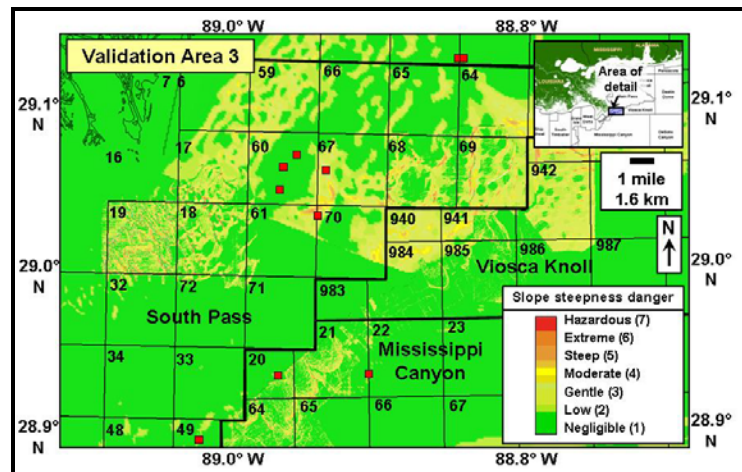 89.0° W 88.8° W
Validation Area 3
7 6 59 66 65 64
MISSISSIPPI ALABAMA
LOUISIANA
Area of
detail
29.1°
N
29.1°
N
16 17 60 67 68 69 942
1 mile
1.6 km
N
19 18 61 70 940 941
984 985 986 987
29.0°
N
29.0°
N
Viosca Knoll
32 72 71 983
South Pass
21 22 23
Mississippi
Canyon
34 33 20
64 65 66 67
48 49
28.9°
N
28.9°
N
Slope steepness danger
Hazardous (7)
Extreme (6)
Steep (5)
Moderate (4)
Gentle (3)
Low (2)
Negligible (1)
89.0° W 88.8° W